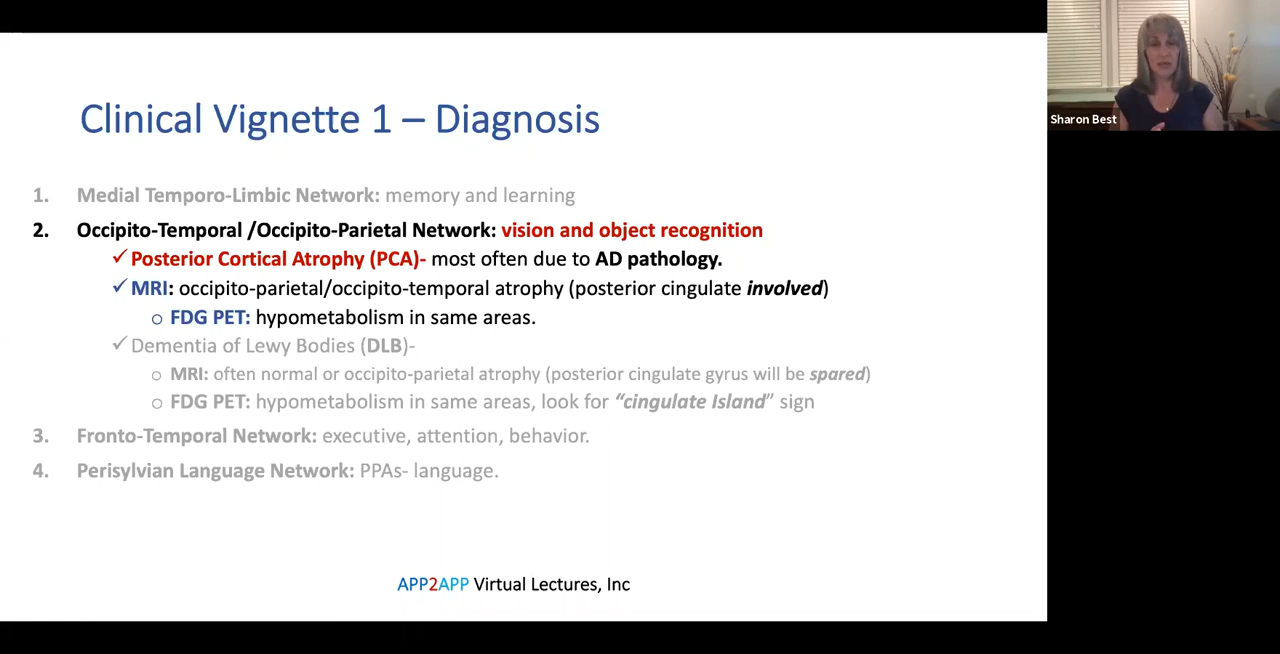 Clinical Vignette 1 – Diagnosis
1. Medial Temporo-Limbic Network: memory and learning
2. Occipito-Temporal /Occipito-Parietal Network: vision and object recognition
✓Posterior Cortical Atrophy (PCA)- most often due to AD pathology.
✓MRI: occipito-parietal/occipito-temporal atrophy (posterior cingulate involved)
o FDG PET: hypometabolism in same areas.
✓Dementia of Lewy Bodies (DLB)-
o MRI: often normal or occipito-parietal atrophy (posterior cingulate gyrus will be spared)
o FDG PET: hypometabolism in same areas, look for “cingulate Island” sign
3. Fronto-Temporal Network: executive, attention, behavior.
4. Perisylvian Language Network: PPAs- language.
APP2APP Virtual Lectures, Inc
Sharon Best